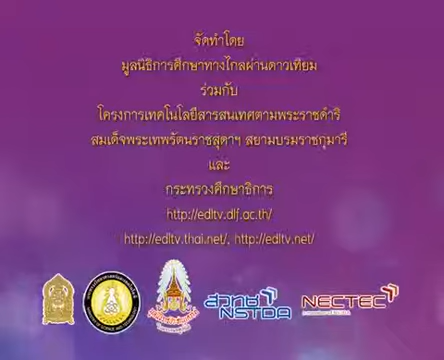 จัดทำโดย
มูลนิธิการศึกษาทางไกลผ่านดาวเทียม
ร่วมกับ
โครงการเทคโนโลยีสารสนเทศตามพระราชดำริ
สมเด็จพระเทพรัตนราชสุดาฯ สยามบรมราชกุมารี
และ
กระทรวงศึกษาธิการ
http://edltv.dlf.ac.th/
http://edltv.thai.net/, http://edltv.net/
สวทช
NSTDA
NECTEC